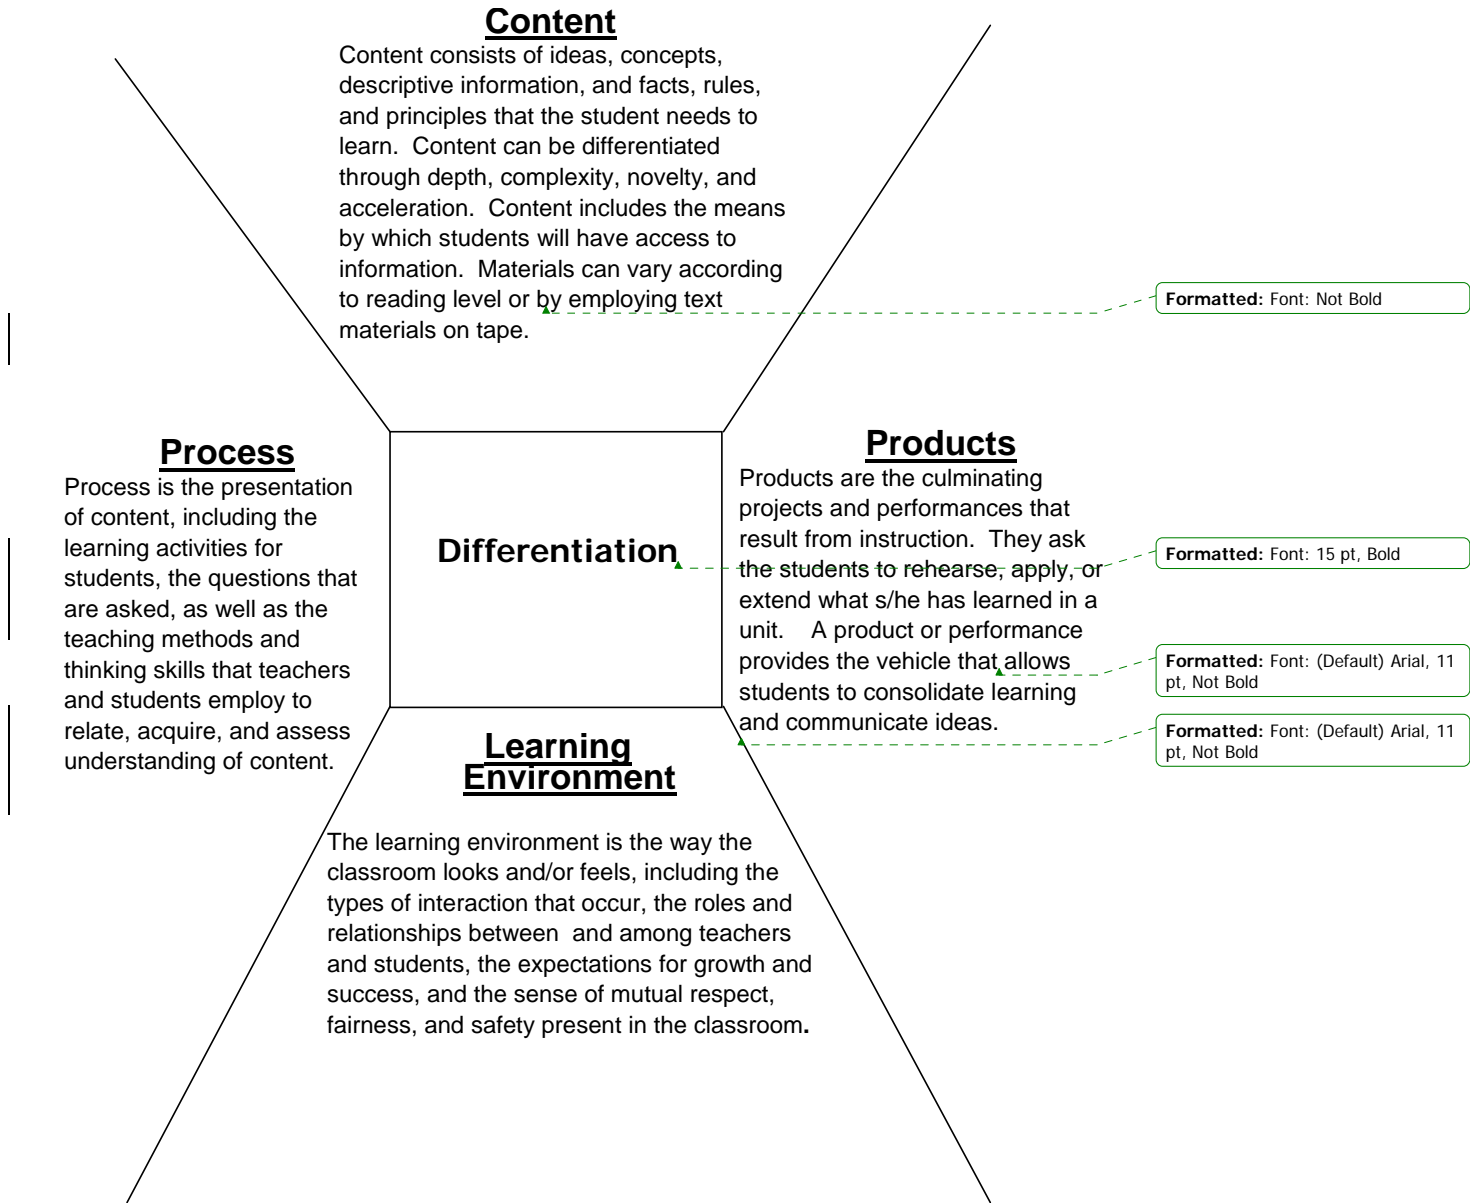 Content
Content consists of ideas, concepts,
descriptive information, and facts, rules,
and principles that the student needs to
learn.  Content can be differentiated
through depth, complexity, novelty, and
acceleration.  Content includes the means
by which students will have access to
information.  Materials can vary according
to reading level or by employing text
materials on tape.
Formatted: Font: Not Bold
Process
Process is the presentation
of content, including the
learning activities for
students, the questions that
are asked, as well as the
teaching methods and
thinking skills that teachers
and students employ to
relate, acquire, and assess
understanding of content.
Differentiation
Products
Products are the culminating
projects and performances that
result from instruction.  They ask
the students to rehearse, apply, or
extend what s/he has learned in a
unit.    A product or performance
provides the vehicle that allows
students to consolidate learning
and communicate ideas.
Formatted: Font: 15 pt, Bold
Formatted: Font: (Default) Arial, 11
pt, Not Bold
Formatted: Font: (Default) Arial, 11
pt, Not Bold
Learning
Environment
The learning environment is the way the
classroom looks and/or feels, including the
types of interaction that occur, the roles and
relationships between  and among teachers
and students, the expectations for growth and
success, and the sense of mutual respect,
fairness, and safety present in the classroom.